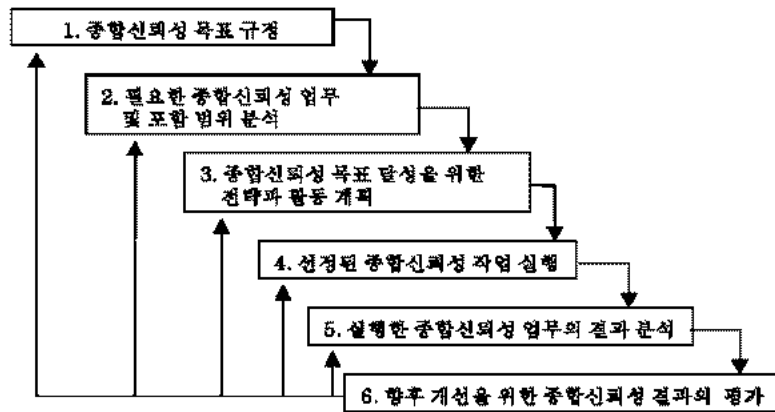 1. 종합신뢰성 목표 규정
2. 필요한 종합신뢰성 업무
및 포함 범위 분석
3. 종합신뢰성 목표 달성을 위한
전략과 활동 계획
4. 선정된 종합신뢰성 작업 실행
5. 실행한 종합신뢰성 업무의 결과 분석
6. 향후 개선을 위한 종합신뢰성 결과의 평가